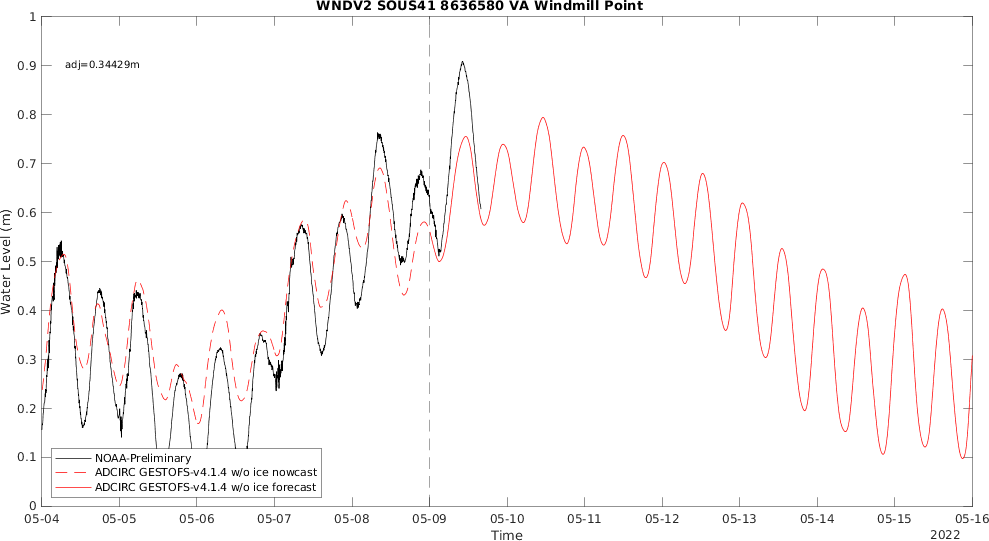 WNDV2 SOUS41 8636580 VA Windmill Point
1
0.9
0.8
0.7
0.6
0.5
0.4
0.3
0.2
0.1
0
Water Level (m)
adj=0.34429m
NOAA-Preliminary
ADCIRC GESTOFS-v4.1.4 w/o ice nowcast
ADCIRC GESTOFS-v4.1.4 w/o ice forecast
05-04 05-05 05-06 05-07 05-08 05-09 05-10 05-11 05-12 05-13 05-14 05-15 05-16
Time
2022